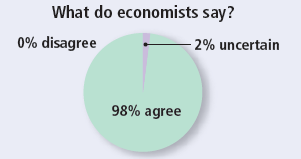 What do economists say?
0% disagree
2% uncertain
98% agree